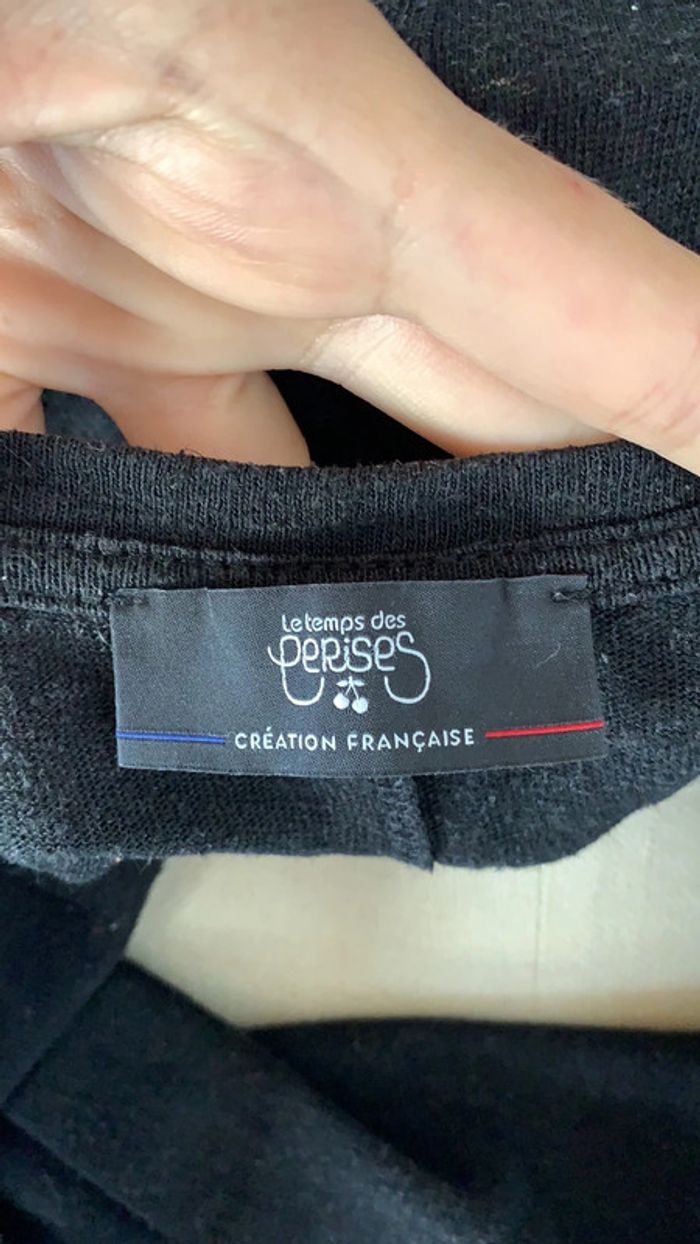 Le temps des
cerises
CRÉATION FRANÇAISE